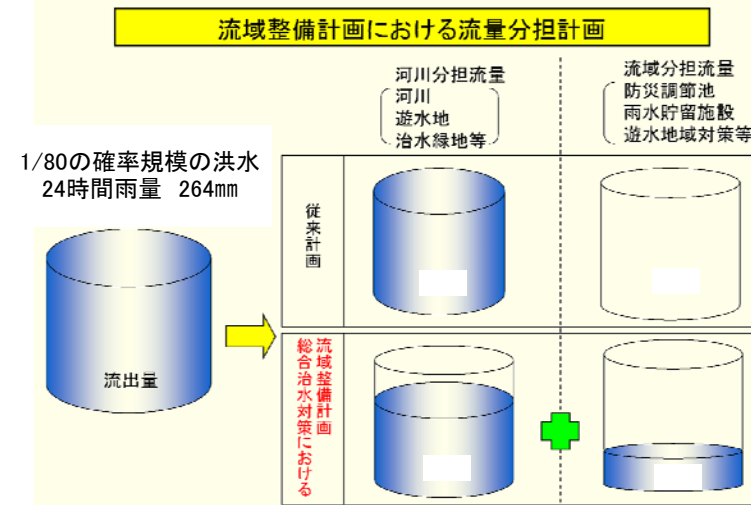 流域整備計画における流量分担計画
河川分担流量
河川
遊水地
治水緑地等
流域分担流量
防災調節池
雨水貯留施設
遊水地域対策等
1/80の確率規模の洪水
24時間雨量 264mm
流出量
従来計画
総合治水対策における
流域整備計画